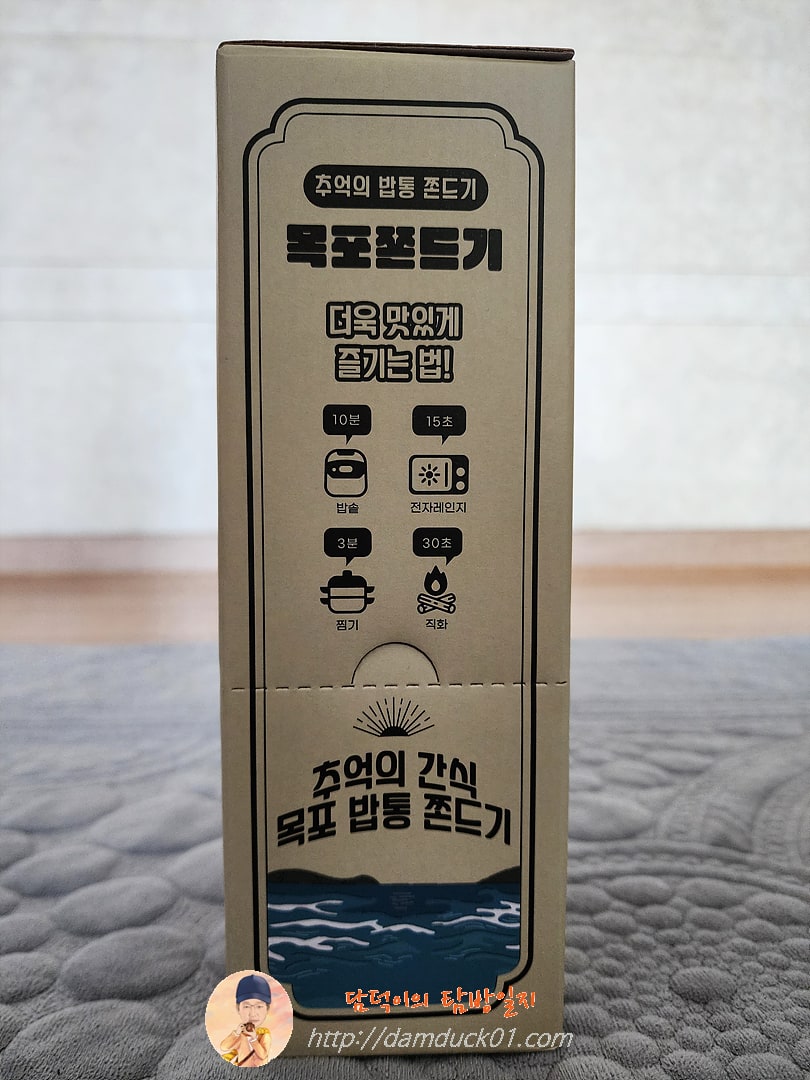 추억의 밥통 쫀드기
목포쫀드기
더욱 맛있게
즐기는 법!
10분
15초
밥솥
전자레인지
3분
30초
찜기
직화
추억의 간식
목포 밥통 쫀드기
담덕이의 탐방일지
http://damduck01.com